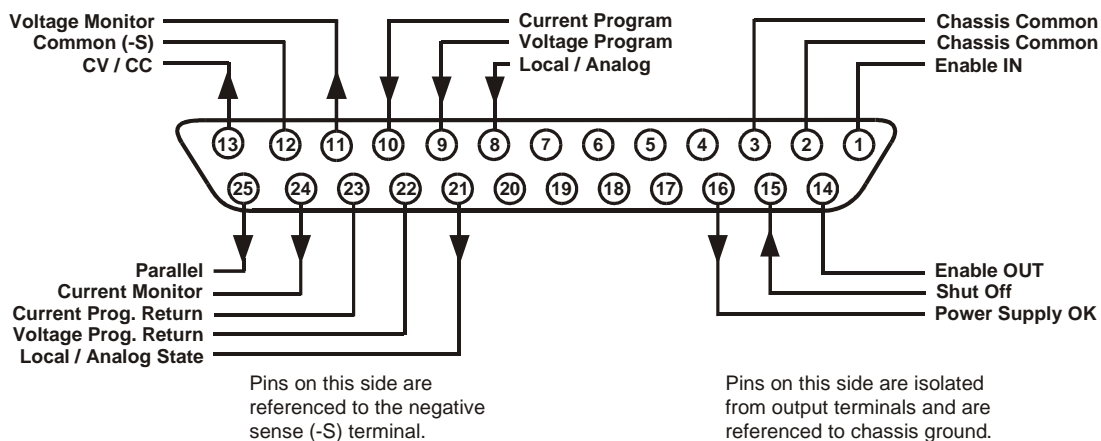 Voltage Monitor
Common (-S)
CV / CC
Current Program
Voltage Program
Local / Analog
Chassis Common
Chassis Common
Enable IN
13 12 11 10 9 8 7 6 5 4 3 2 1
25 24 23 22 21 20 19 18 17 16 15 14
Parallel
Current Monitor
Current Prog. Return
Voltage Prog. Return
Local / Analog State
Enable OUT
Shut Off
Power Supply OK
Pins on this side are
referenced to the negative
sense (-S) terminal.
Pins on this side are isolated
from output terminals and are
referenced to chassis ground.